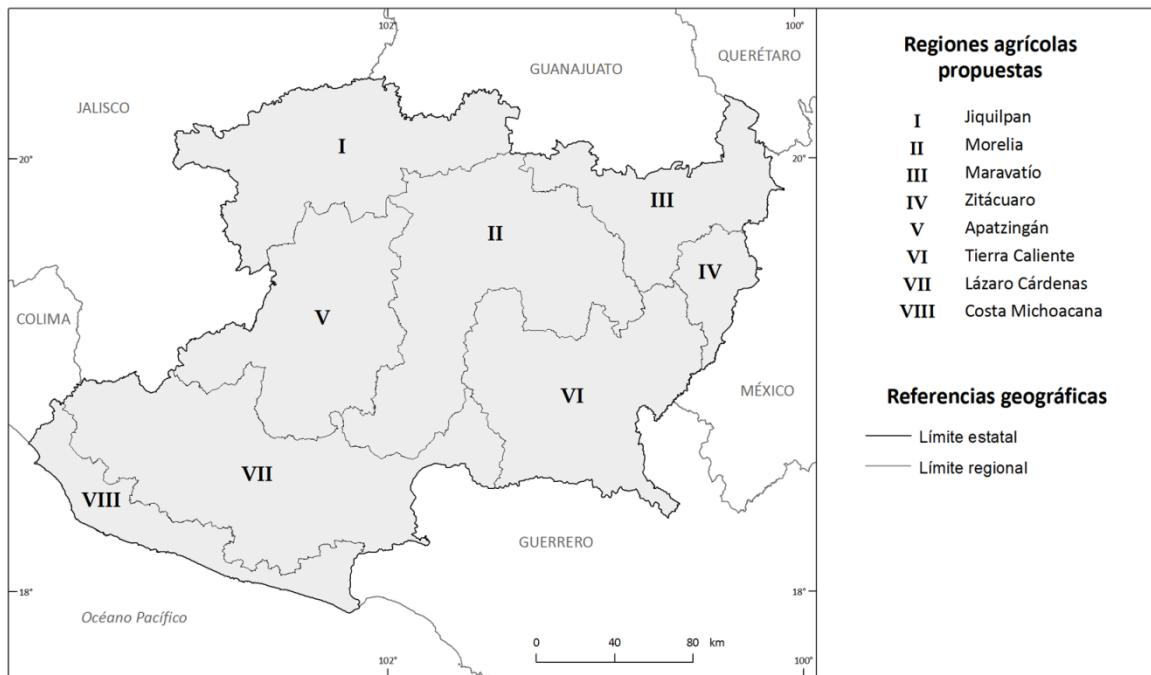 102°
100°
QUERÉTARO
GUANAJUATO
JALISCO
20°
20°
I
III
II
IV
COLIMA
V
MÉXICO
VI
VII
VIII
GUERRERO
18°
18°
Océano Pacífico
0 40 80 km
102°
100°
Regiones agrícolas
propuestas
I Jiquilpan
II Morelia
III Maravatío
IV Zitácuaro
V Apatzingán
VI Tierra Caliente
VII Lázaro Cárdenas
VIII Costa Michoacana
Referencias geográficas
Límite estatal
Límite regional